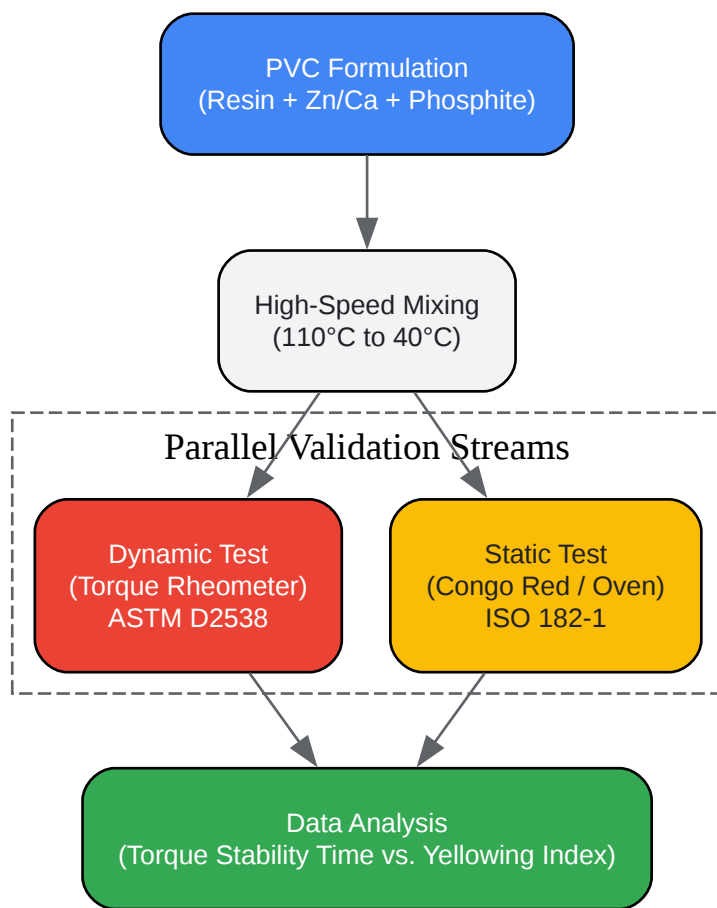 PVC Formulation
(Resin + Zn/Ca + Phosphite)
High-Speed Mixing
(110°C to 40°C)
Parallel Validation Streams
Dynamic Test
(Torque Rheometer)
ASTM D2538
Static Test
(Congo Red / Oven)
ISO 182-1
Data Analysis
(Torque Stability Time vs. Yellowing Index)